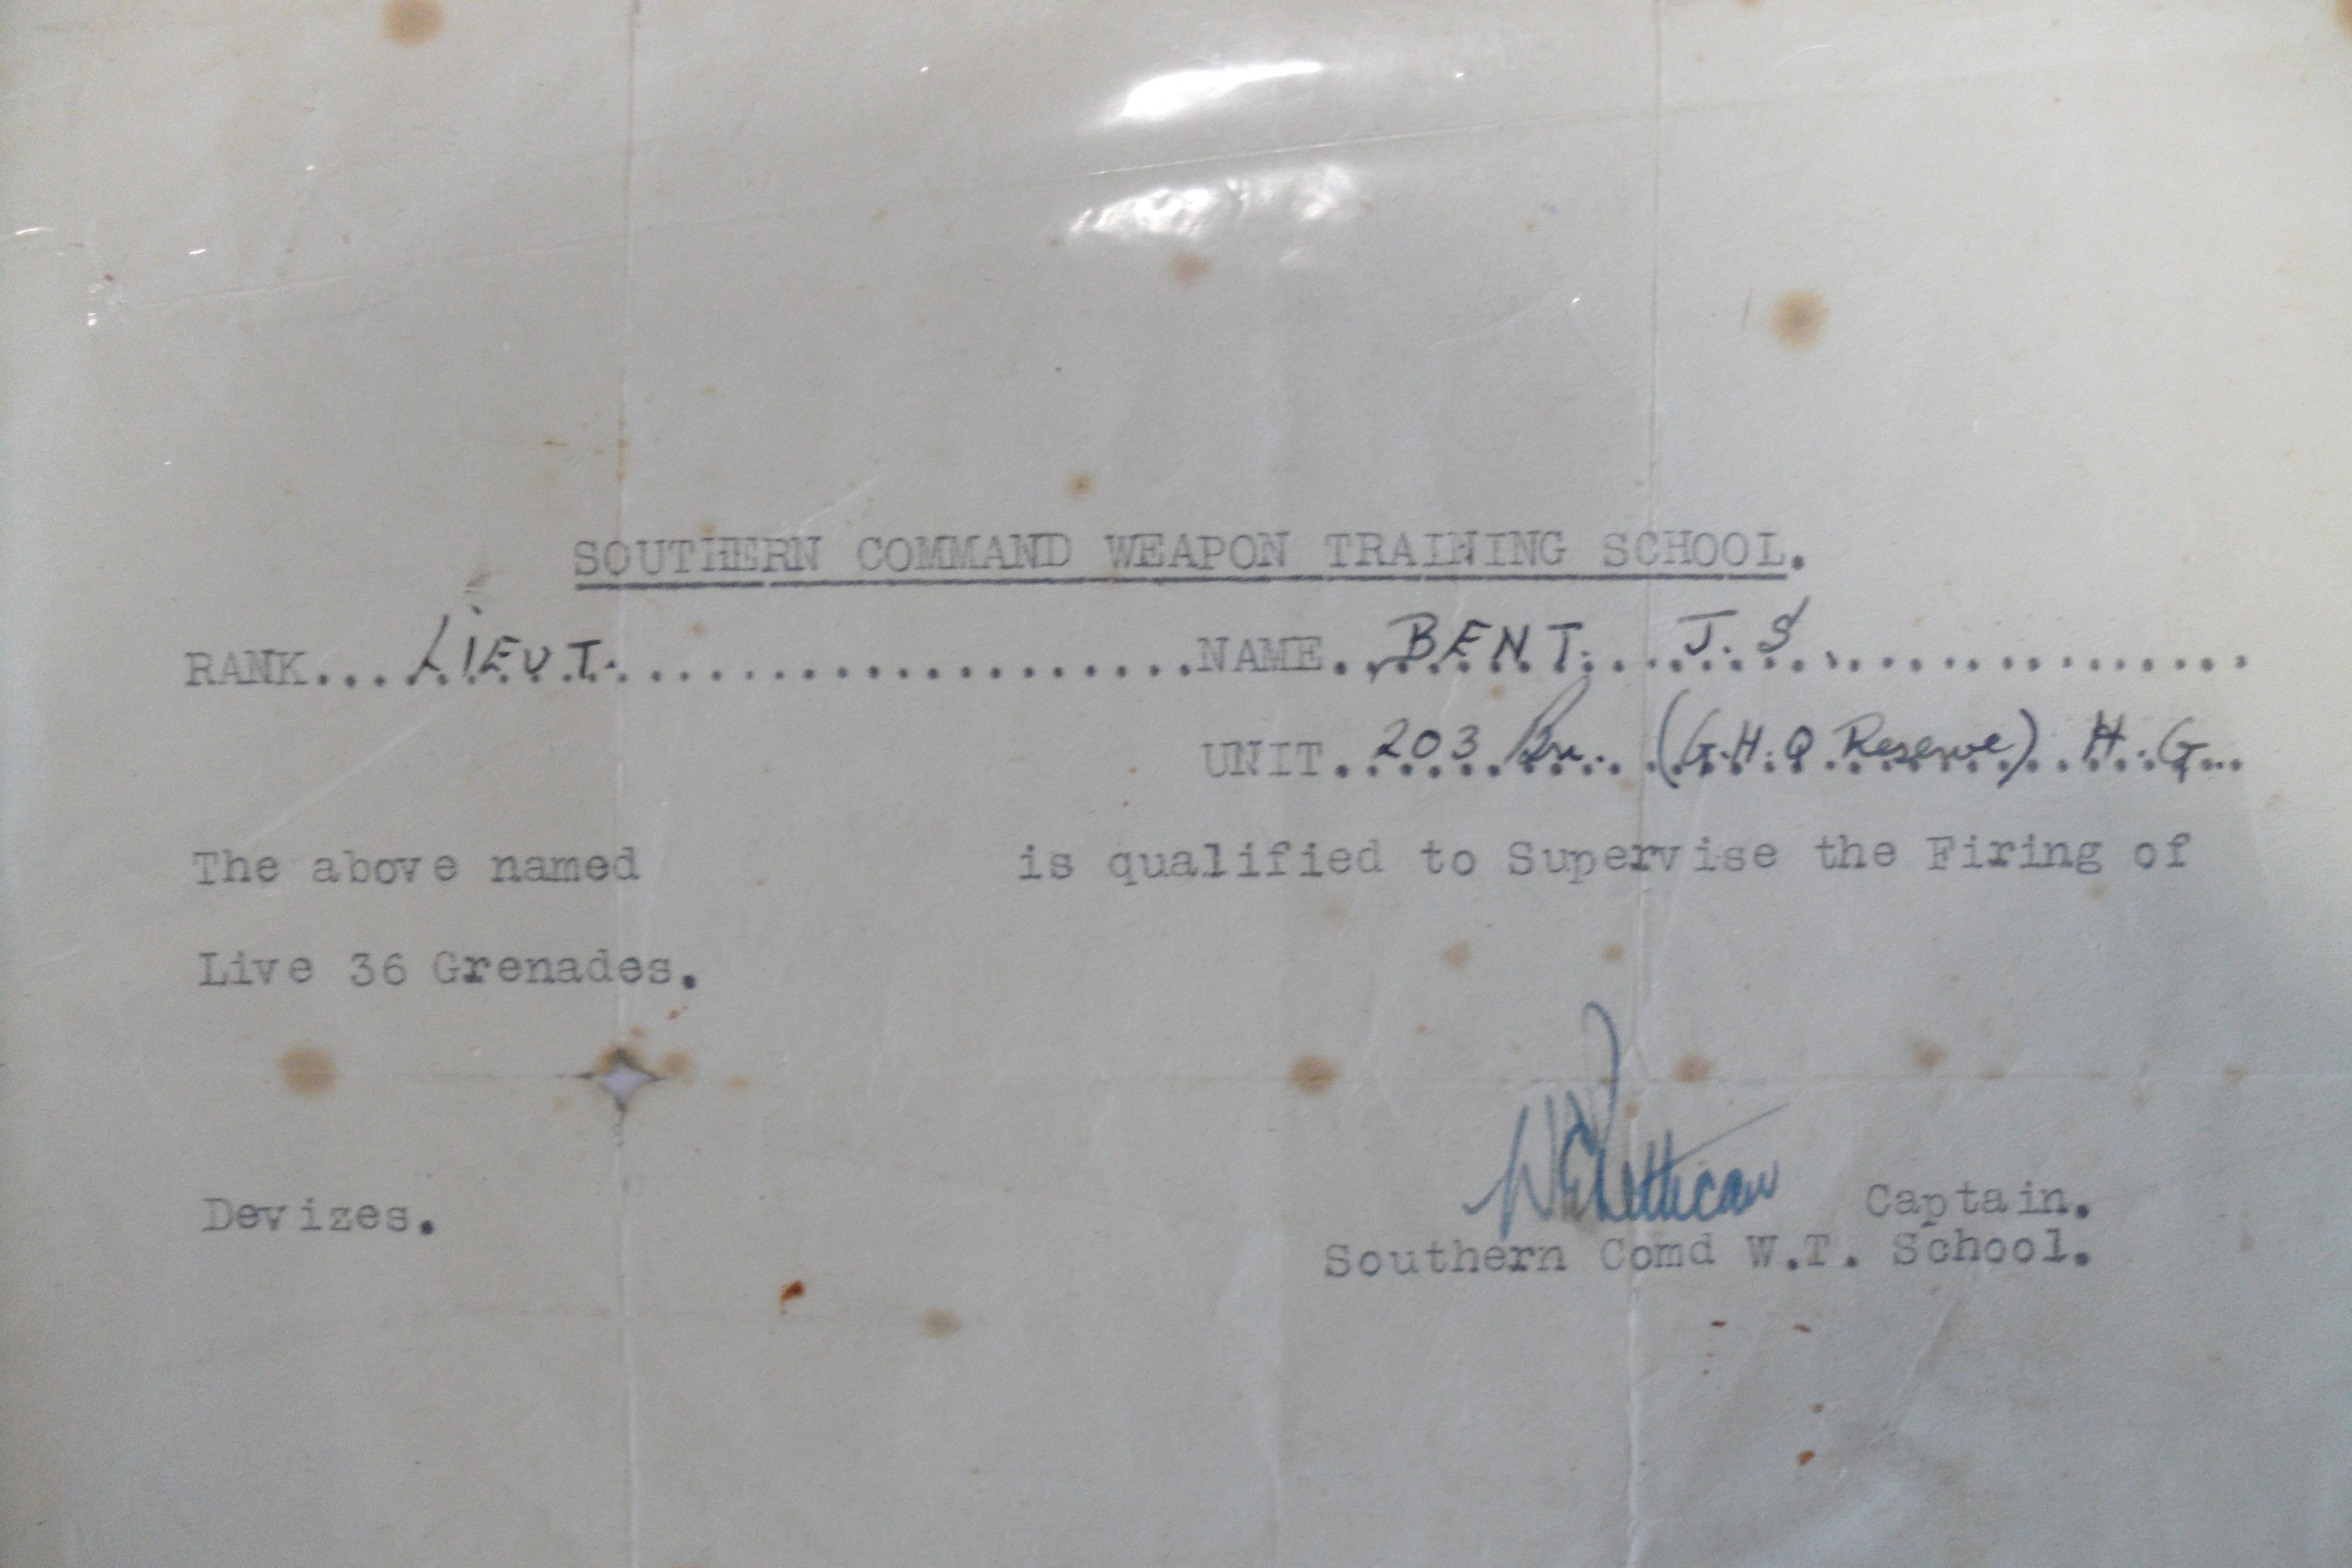 SOUTHERN COMMAND WEAPON TRAINING SCHOOL.
RANK... LIEUT. ....................NAME.. BENT. J. S. ...............
UNIT.. 203 Bn. (G.H.Q Reserve) H.G...
The above named is qualified to Supervise the Firing of
Live 36 Grenades.
Devizes. Captain.
Southern Comd W.T. School.